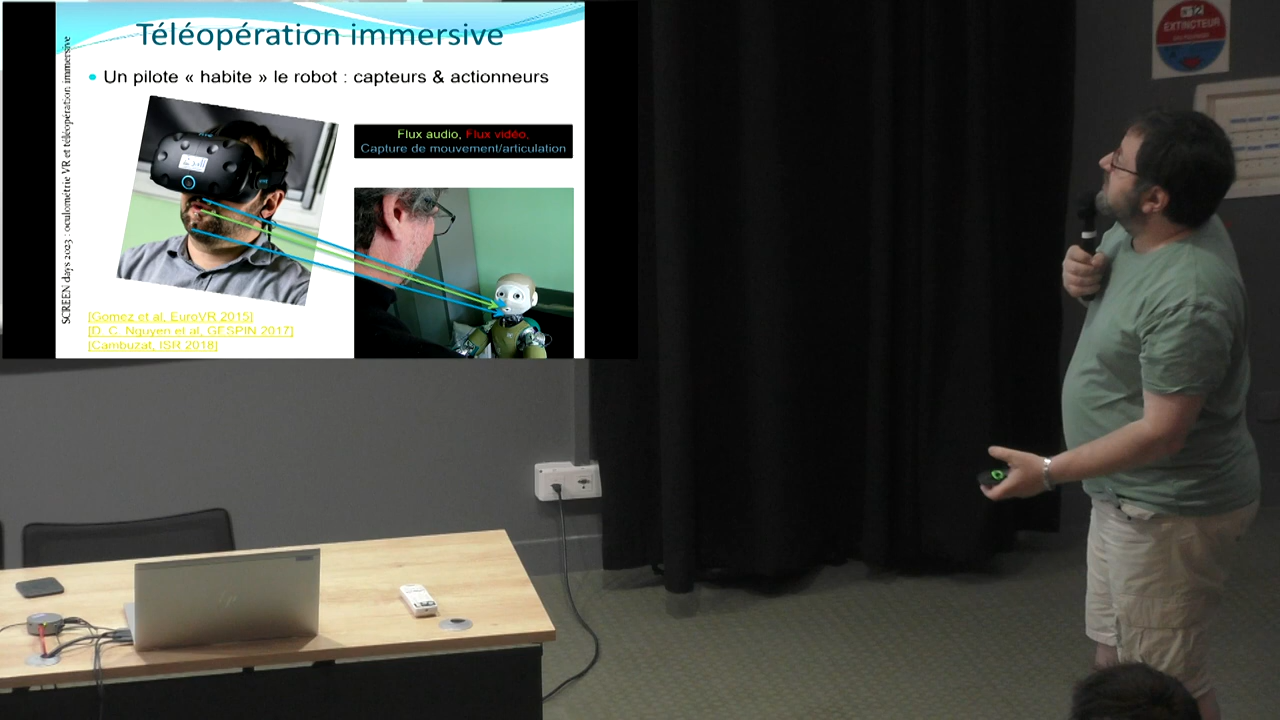 Téléopération immersive
Un pilote « habite » le robot : capteurs & actionneurs
SCREEN days 2023 : oculométrie VR et téléopération immersive
Flux audio, Flux vidéo,
Capture de mouvement/articulation
[Gomez et al, EuroVR 2015]
[D. C. Nguyen et al, GESPIN 2017]
[Cambuzat, ISR 2018]
EXTINCTEUR
hp